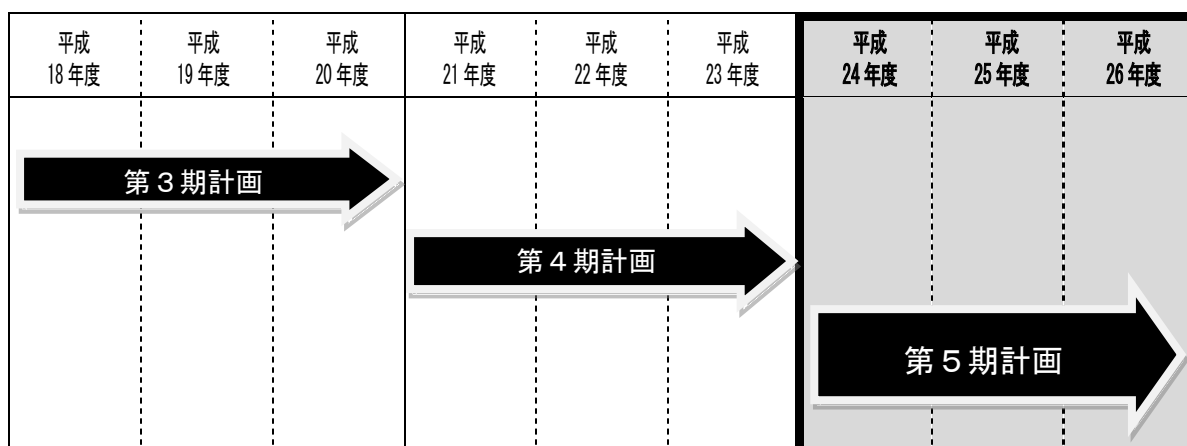 平成 平成 平成 平成 平成 平成 平成 平成 平成
18年度 19年度 20年度 21年度 22年度 23年度 24年度 25年度 26年度
第3期計画
第4期計画
第5期計画